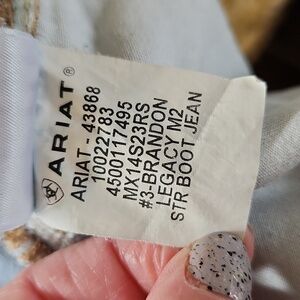 ARIAT®
ARIAT - 43868
10022783
4500117495
MX14S23RS
#3-BRANDON
LEGACY M2
STR BOOT JEAN